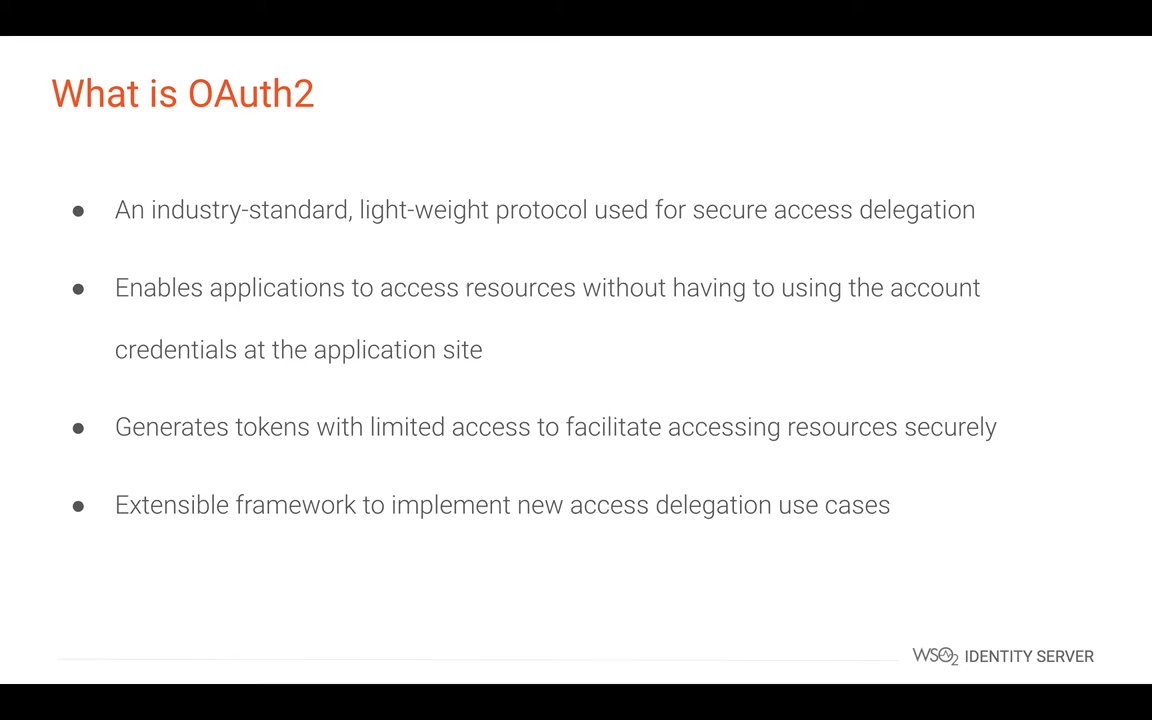 What is OAuth2
● An industry-standard, light-weight protocol used for secure access delegation
● Enables applications to access resources without having to using the account
credentials at the application site
● Generates tokens with limited access to facilitate accessing resources securely
● Extensible framework to implement new access delegation use cases
WSO2 IDENTITY SERVER